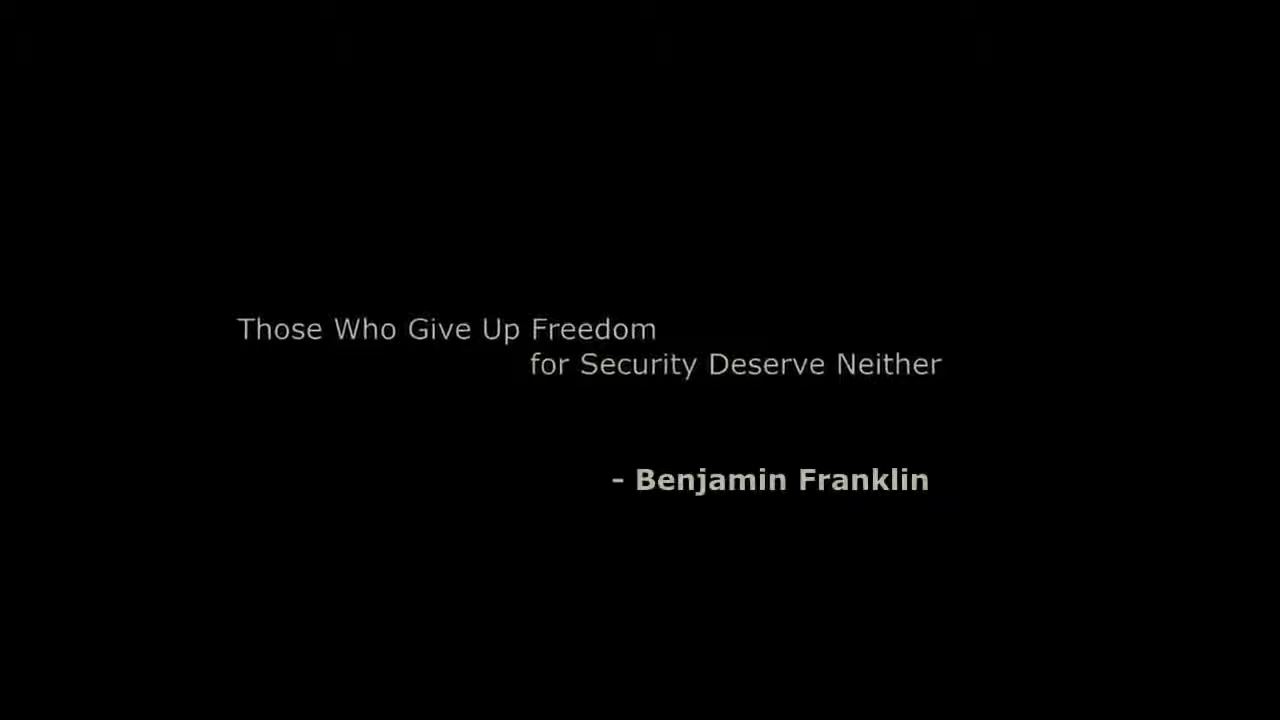 Those Who Give Up Freedom
for Security Deserve Neither
- Benjamin Franklin